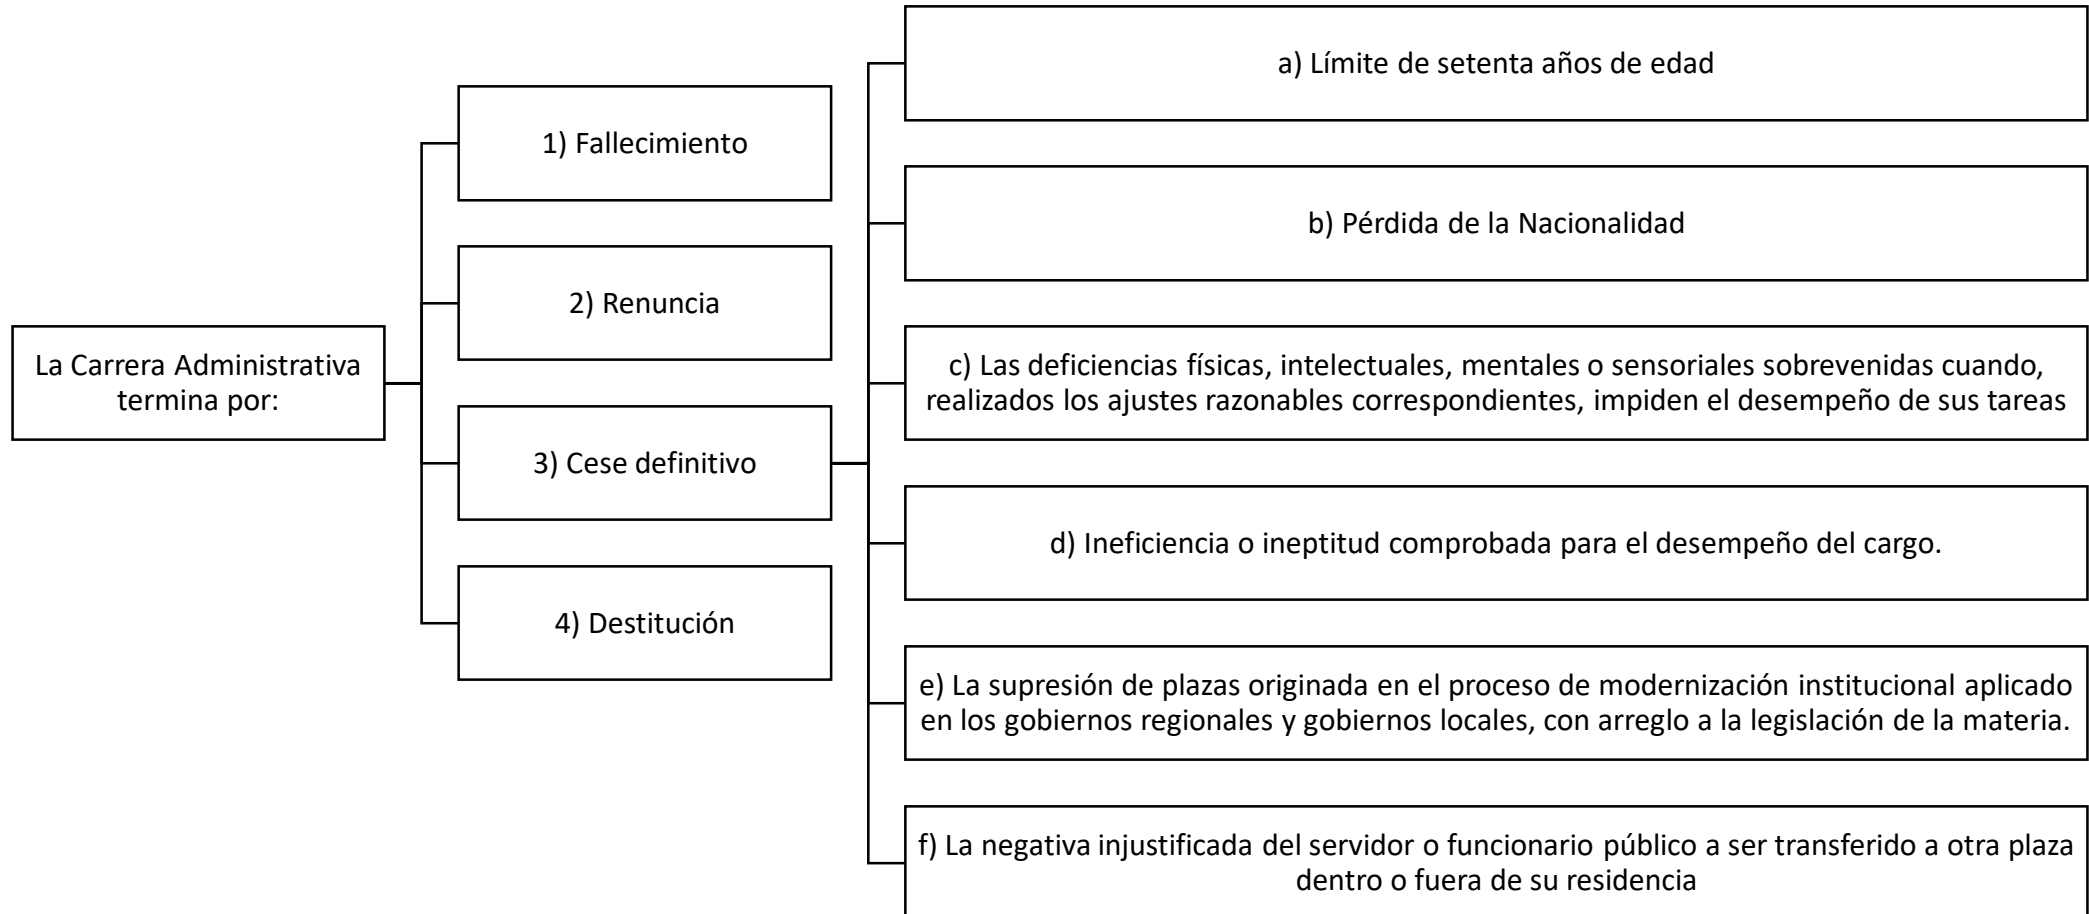 La Carrera Administrativa
termina por:
1) Fallecimiento
2) Renuncia
3) Cese definitivo
4) Destitución
a) Límite de setenta años de edad
b) Pérdida de la Nacionalidad
c) Las deficiencias físicas, intelectuales, mentales o sensoriales sobrevenidas cuando,
realizados los ajustes razonables correspondientes, impiden el desempeño de sus tareas
d) Ineficiencia o ineptitud comprobada para el desempeño del cargo.
e) La supresión de plazas originada en el proceso de modernización institucional aplicado
en los gobiernos regionales y gobiernos locales, con arreglo a la legislación de la materia.
f) La negativa injustificada del servidor o funcionario público a ser transferido a otra plaza
dentro o fuera de su residencia